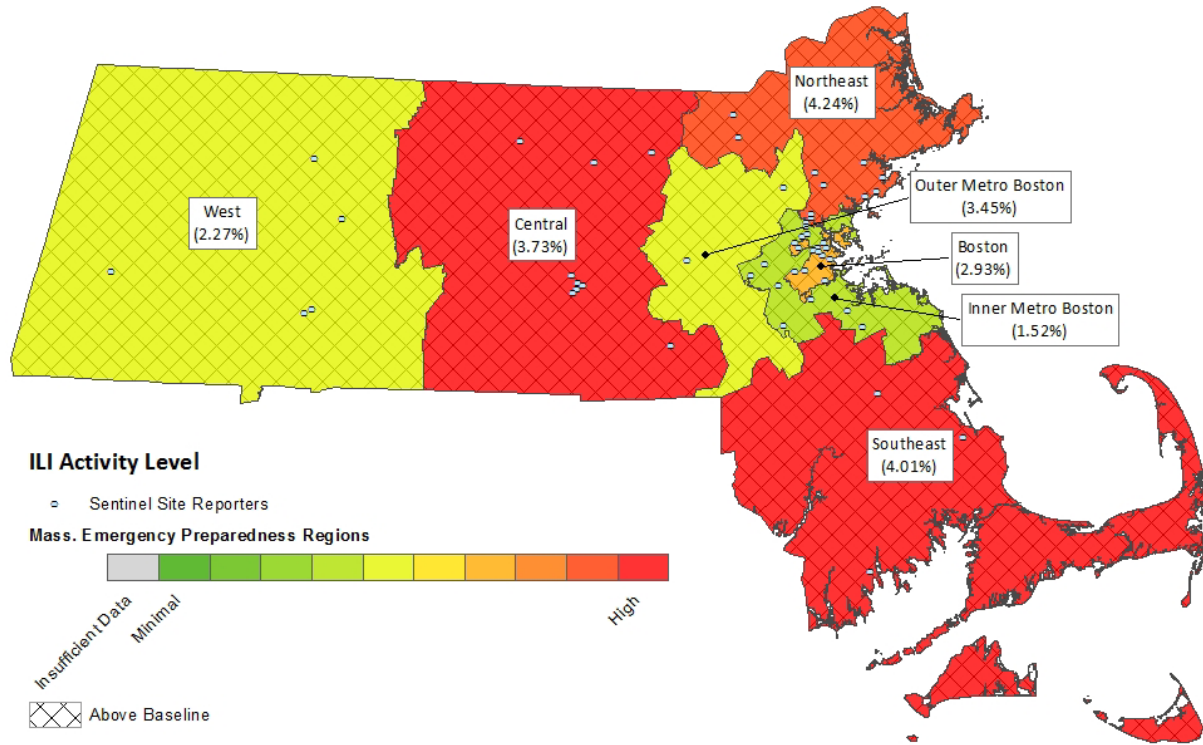 Northeast
(4.24%)
Outer Metro Boston
(3.45%)
West
(2.27%)
Central
(3.73%)
Boston
(2.93%)
Inner Metro Boston
(1.52%)
Southeast
(4.01%)
ILI Activity Level
Sentinel Site Reporters
Mass. Emergency Preparedness Regions
Insufficient Data
Minimal
High
Above Baseline